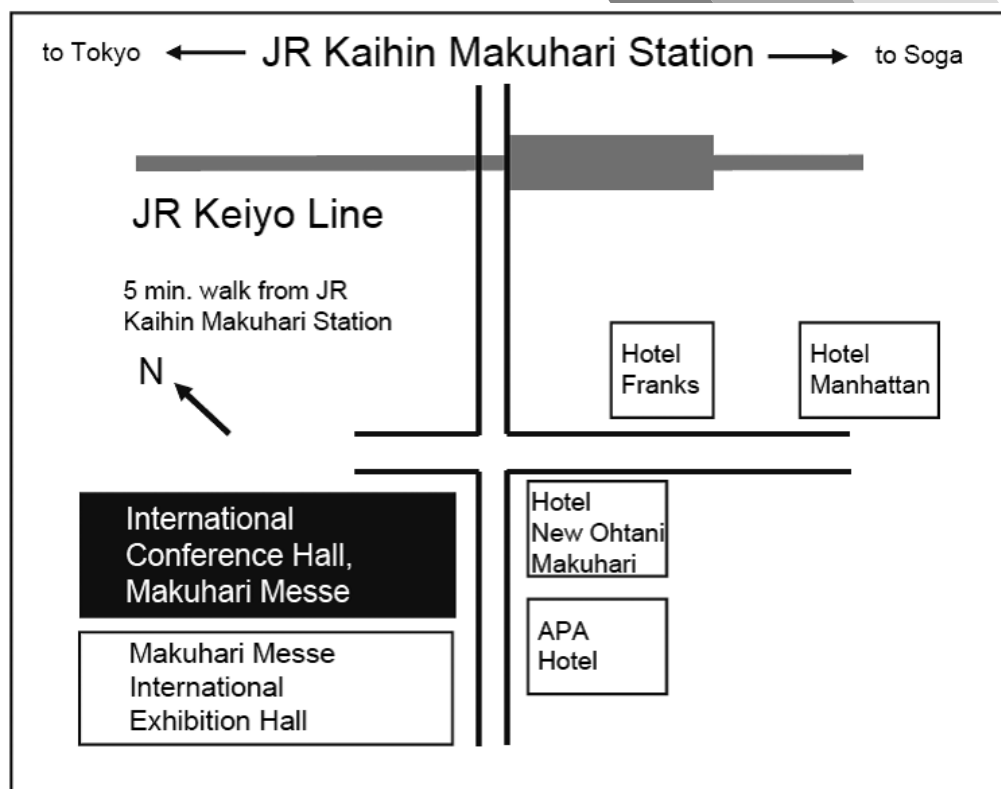 to Tokyo
JR Kaihin Makuhari Station
to Soga
JR Keiyo Line
5 min. walk from JR
Kaihin Makuhari Station
N
Hotel
Franks
Hotel
Manhattan
International
Conference Hall,
Makuhari Messe
Hotel
New Ohtani
Makuhari
APA
Hotel
Makuhari Messe
International
Exhibition Hall